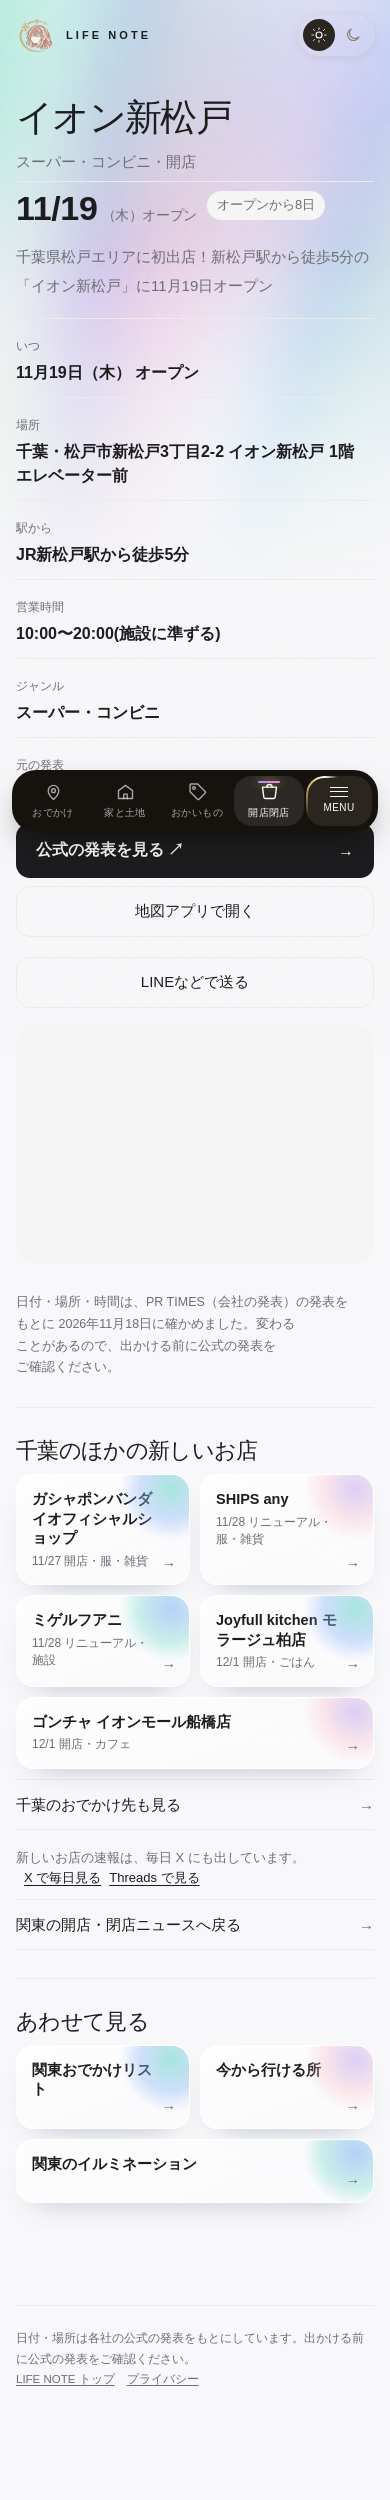 LIFE NOTE
イオン新松戸
スーパー・コンビニ・開店
11/19 （木）オープン オープンから8日
千葉県松戸エリアに初出店！新松戸駅から徒歩5分の
「イオン新松戸」に11月19日オープン
いつ
11月19日（木） オープン
場所
千葉・松戸市新松戸3丁目2-2 イオン新松戸 1階
エレベーター前
駅から
JR新松戸駅から徒歩5分
営業時間
10:00〜20:00(施設に準ずる)
ジャンル
スーパー・コンビニ
元の発表
おでかけ 家と土地 おかいもの 開店閉店 MENU
公式の発表を見る ↗ →
地図アプリで開く
LINEなどで送る
日付・場所・時間は、PR TIMES（会社の発表）の発表を
もとに 2026年11月18日に確かめました。変わる
ことがあるので、出かける前に公式の発表を
ご確認ください。
千葉のほかの新しいお店
ガシャポンバンダ
イオフィシャルシ
ョップ
11/27 開店・服・雑貨 →
SHIPS any
11/28 リニューアル・
服・雑貨
→
ミゲルフアニ
11/28 リニューアル・
施設 →
Joyfull kitchen モ
ラージュ柏店
12/1 開店・ごはん →
ゴンチャ イオンモール船橋店
12/1 開店・カフェ →
千葉のおでかけ先も見る →
新しいお店の速報は、毎日 X にも出しています。
X で毎日見る Threads で見る
関東の開店・閉店ニュースへ戻る →
あわせて見る
関東おでかけリス
ト
→
今から行ける所
→
関東のイルミネーション
→
日付・場所は各社の公式の発表をもとにしています。出かける前
に公式の発表をご確認ください。
LIFE NOTE トップ プライバシー